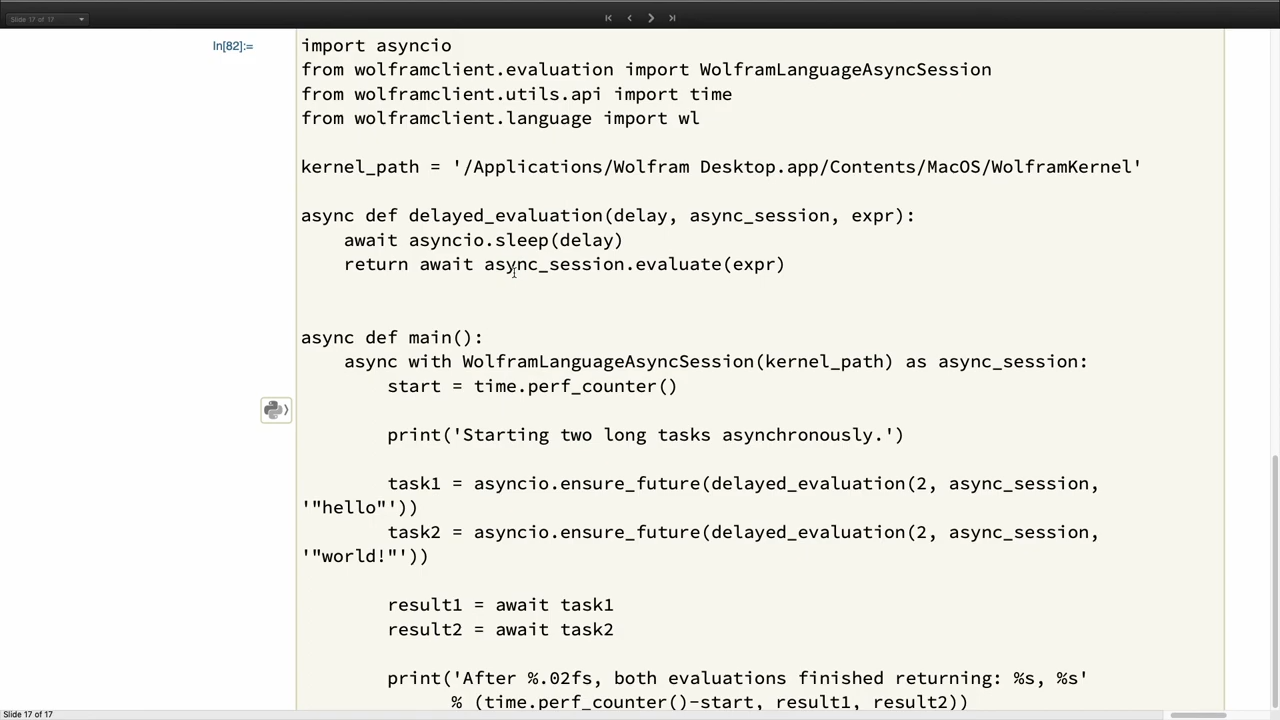 Slide 17 of 17
In[82]:=
import asyncio
from wolframclient.evaluation import WolframLanguageAsyncSession
from wolframclient.utils.api import time
from wolframclient.language import wl
kernel_path = '/Applications/Wolfram Desktop.app/Contents/MacOS/WolframKernel'
async def delayed_evaluation(delay, async_session, expr):
    await asyncio.sleep(delay)
    return await async_session.evaluate(expr)
async def main():
    async with WolframLanguageAsyncSession(kernel_path) as async_session:
        start = time.perf_counter()
        print('Starting two long tasks asynchronously.')
        task1 = asyncio.ensure_future(delayed_evaluation(2, async_session,
'"hello"'))
        task2 = asyncio.ensure_future(delayed_evaluation(2, async_session,
'"world!"'))
        result1 = await task1
        result2 = await task2
        print('After %.02fs, both evaluations finished returning: %s, %s'
              % (time.perf_counter()-start, result1, result2))
Slide 17 of 17